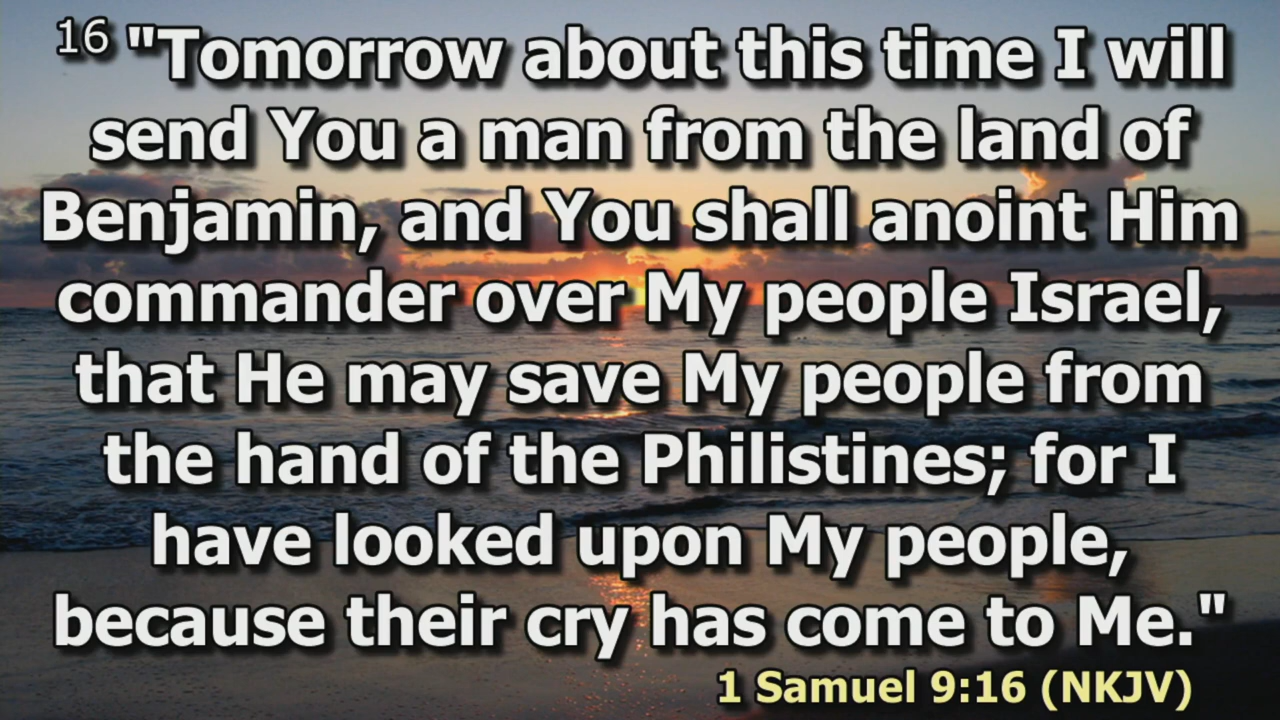 16 "Tomorrow about this time I will
send You a man from the land of
Benjamin, and You shall anoint Him
commander over My people Israel,
that He may save My people from
the hand of the Philistines; for I
have looked upon My people,
because their cry has come to Me."
1 Samuel 9:16 (NKJV)